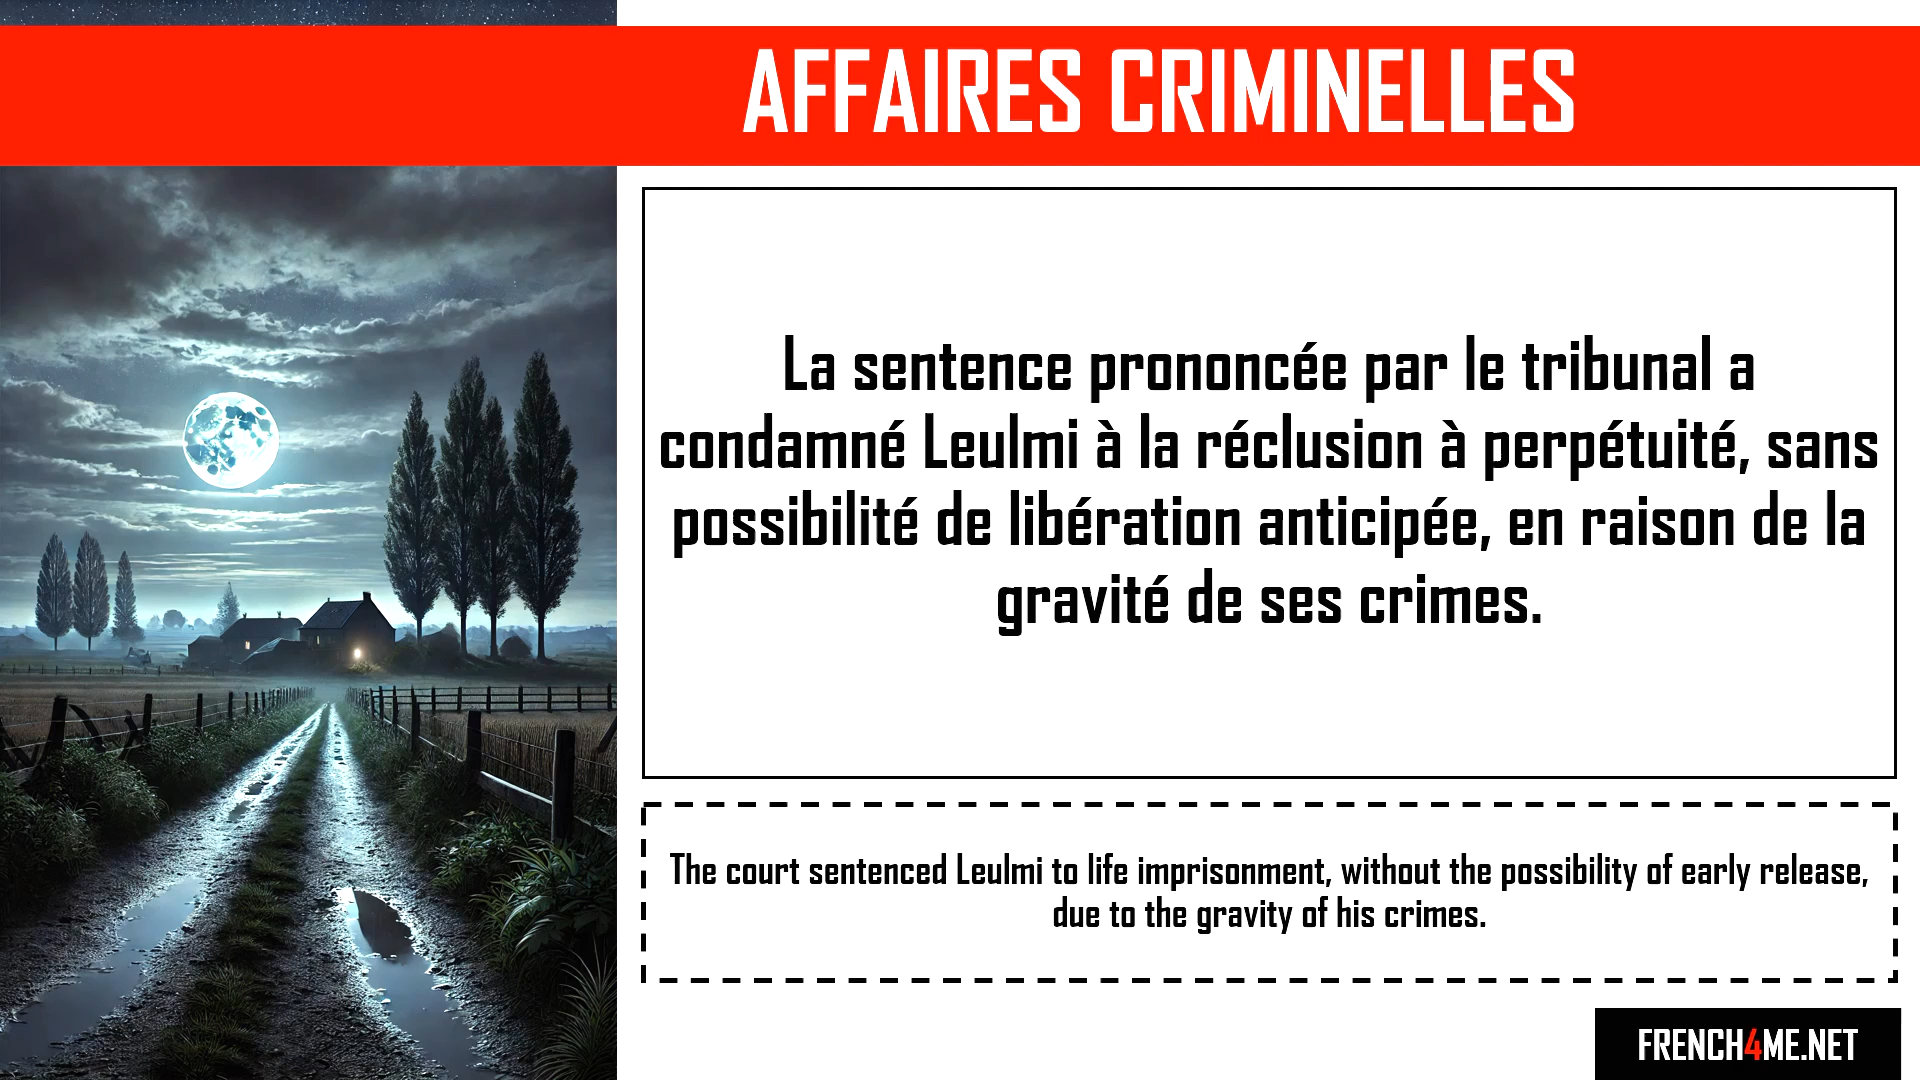 AFFAIRES CRIMINELLES
La sentence prononcée par le tribunal a
condamné Leulmi à la réclusion à perpétuité, sans
possibilité de libération anticipée, en raison de la
gravité de ses crimes.
The court sentenced Leulmi to life imprisonment, without the possibility of early release,
due to the gravity of his crimes.
FRENCH4ME.NET